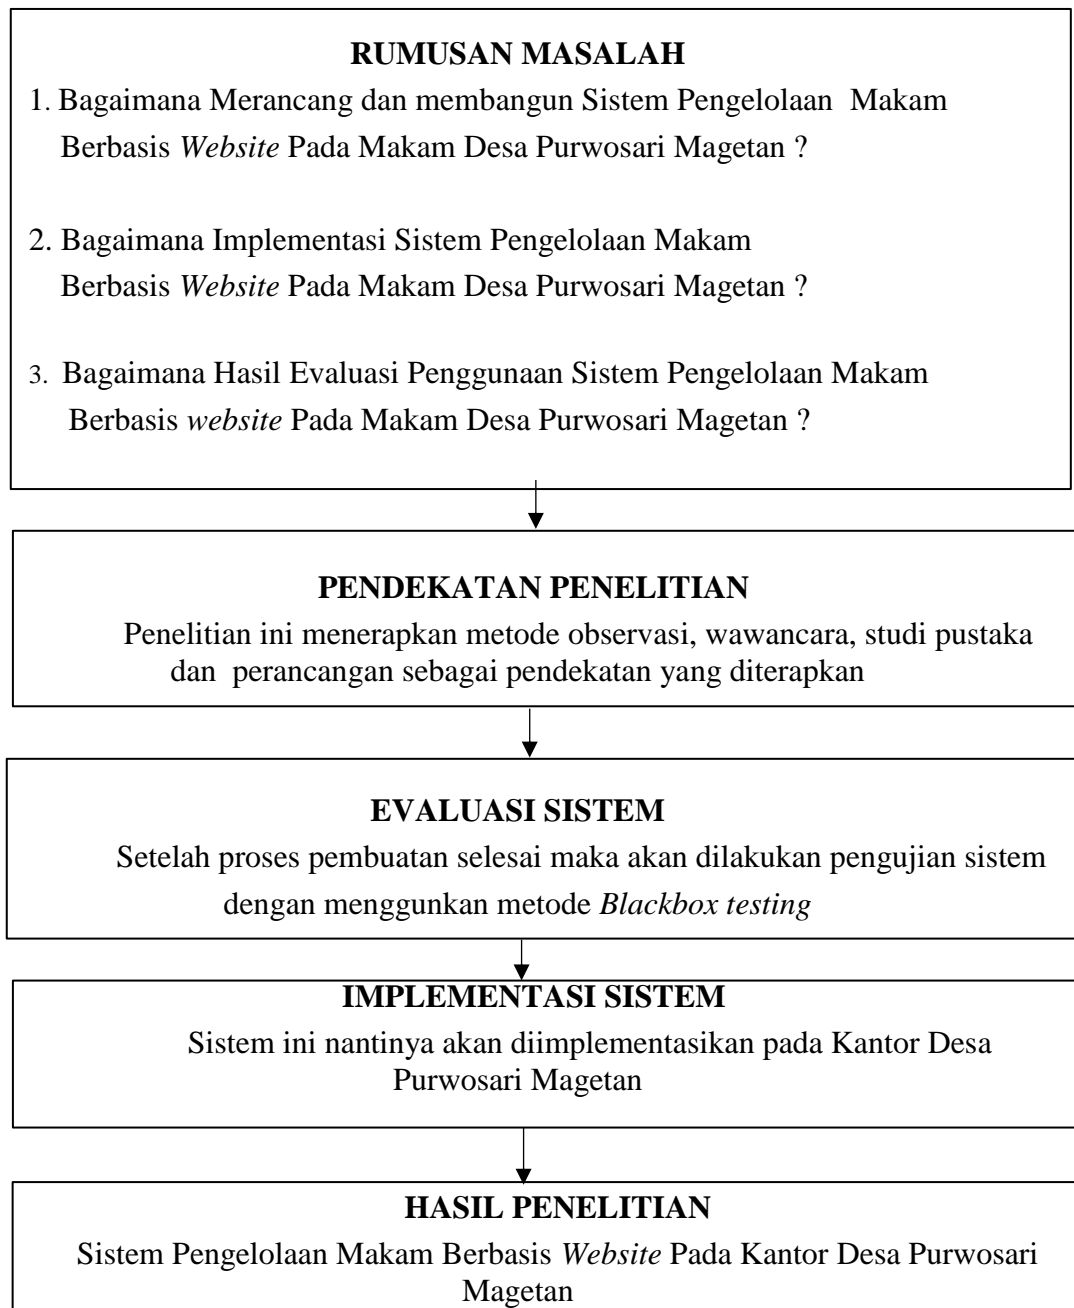 RUMUSAN MASALAH
1. Bagaimana Merancang dan membangun Sistem Pengelolaan Makam
Berbasis Website Pada Makam Desa Purwosari Magetan ?
2. Bagaimana Implementasi Sistem Pengelolaan Makam
Berbasis Website Pada Makam Desa Purwosari Magetan ?
3. Bagaimana Hasil Evaluasi Penggunaan Sistem Pengelolaan Makam
Berbasis website Pada Makam Desa Purwosari Magetan ?
PENDEKATAN PENELITIAN
Penelitian ini menerapkan metode observasi, wawancara, studi pustaka
dan perancangan sebagai pendekatan yang diterapkan
EVALUASI SISTEM
Setelah proses pembuatan selesai maka akan dilakukan pengujian sistem
dengan menggunkan metode Blackbox testing
IMPLEMENTASI SISTEM
Sistem ini nantinya akan diimplementasikan pada Kantor Desa
Purwosari Magetan
HASIL PENELITIAN
Sistem Pengelolaan Makam Berbasis Website Pada Kantor Desa Purwosari
Magetan